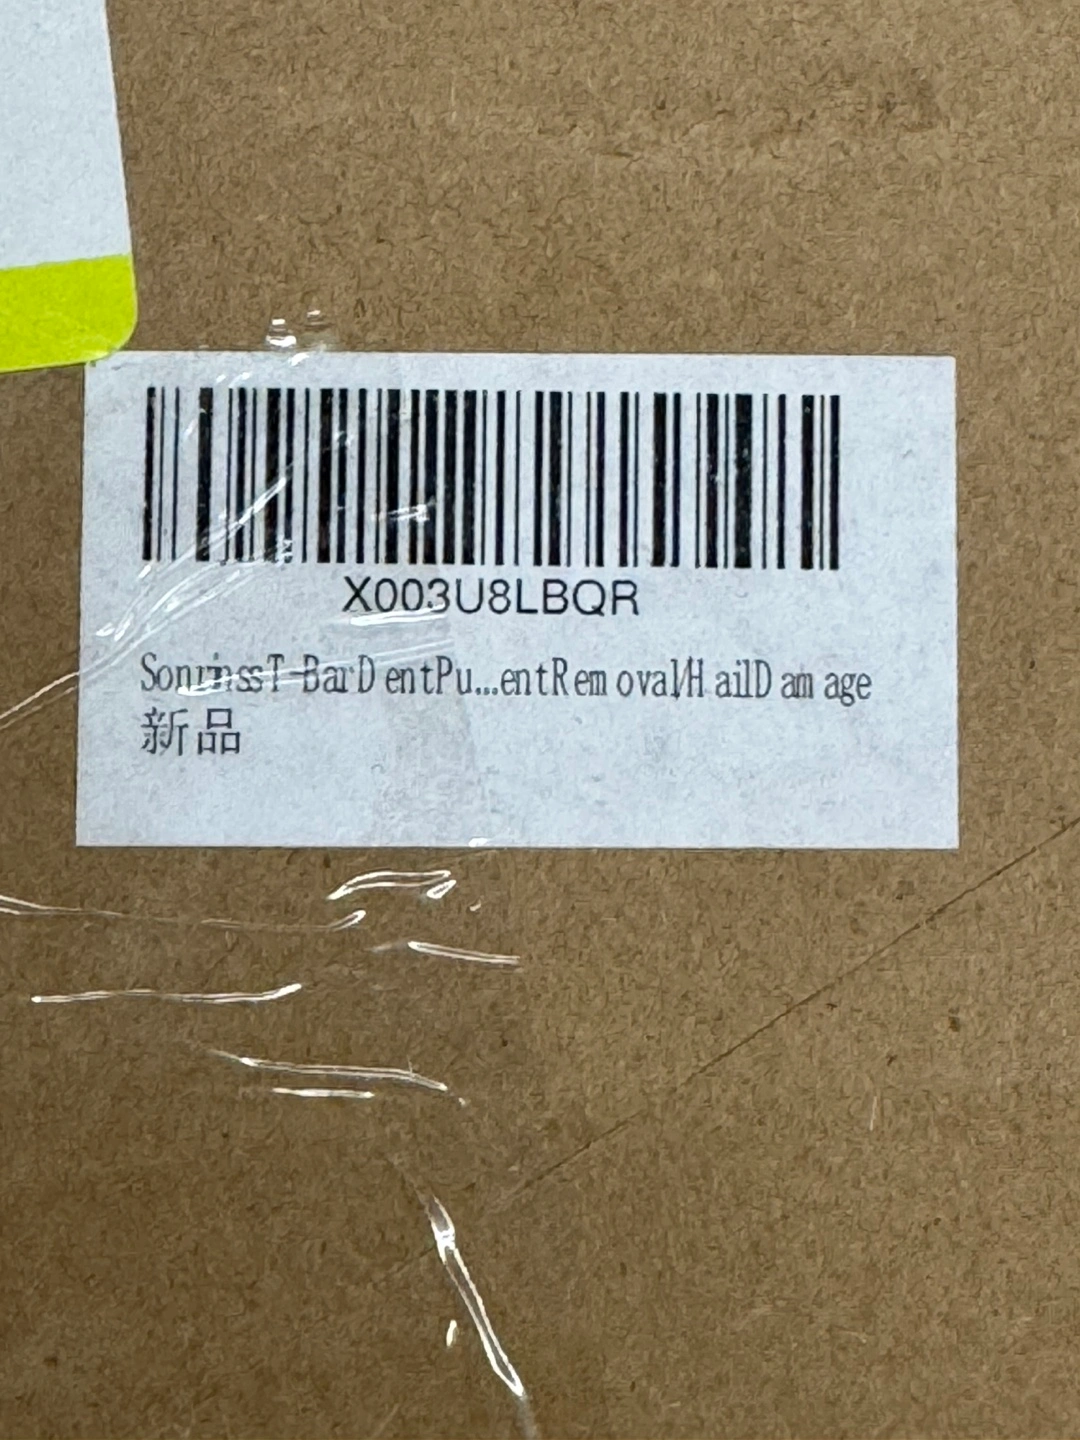 X003U8LBQR
SonrinssT-BarDentPu...entRemoval/HailDamage
新品